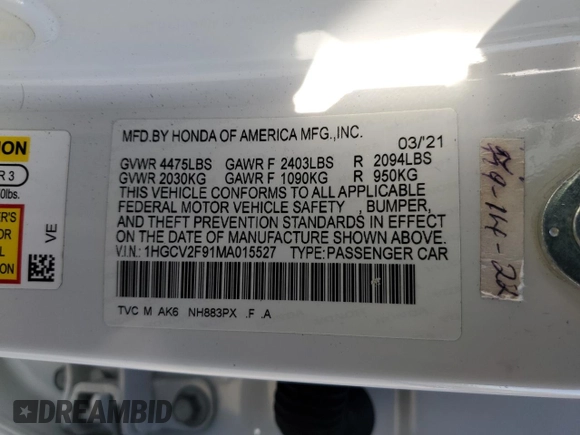 MFD.BY HONDA OF AMERICA MFG.,INC. 03/'21
GVWR 4475LBS GAWR F 2403LBS R 2094LBS
GVWR 2030KG GAWR F 1090KG R 950KG
THIS VEHICLE CONFORMS TO ALL APPLICABLE
FEDERAL MOTOR VEHICLE SAFETY , BUMPER,
AND THEFT PREVENTION STANDARDS IN EFFECT
ON THE DATE OF MANUFACTURE SHOWN ABOVE.
V.I.N: 1HGCV2F91MA015527 TYPE:PASSENGER CAR
TVC M AK6 NH883PX .F .A
R 3
VE
DREAMBID